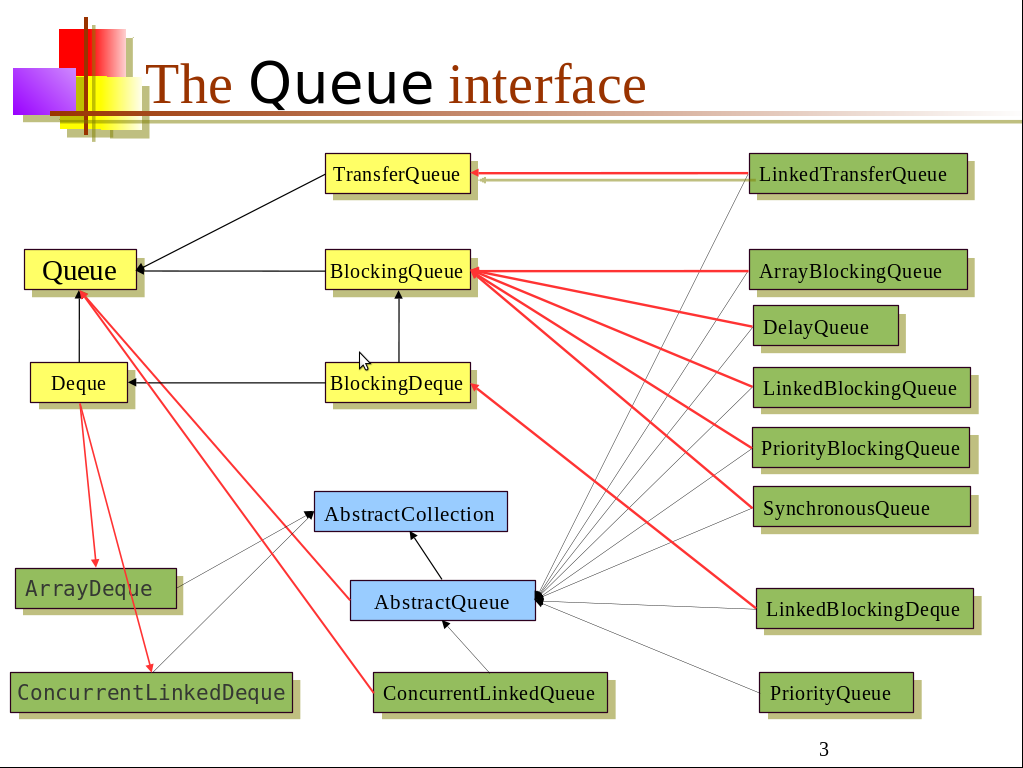 The Queue interface
TransferQueue
LinkedTransferQueue
Queue
BlockingQueue
ArrayBlockingQueue
DelayQueue
Deque
BlockingDeque
LinkedBlockingQueue
PriorityBlockingQueue
AbstractCollection
SynchronousQueue
ArrayDeque
AbstractQueue
LinkedBlockingDeque
ConcurrentLinkedDeque
ConcurrentLinkedQueue
PriorityQueue
3